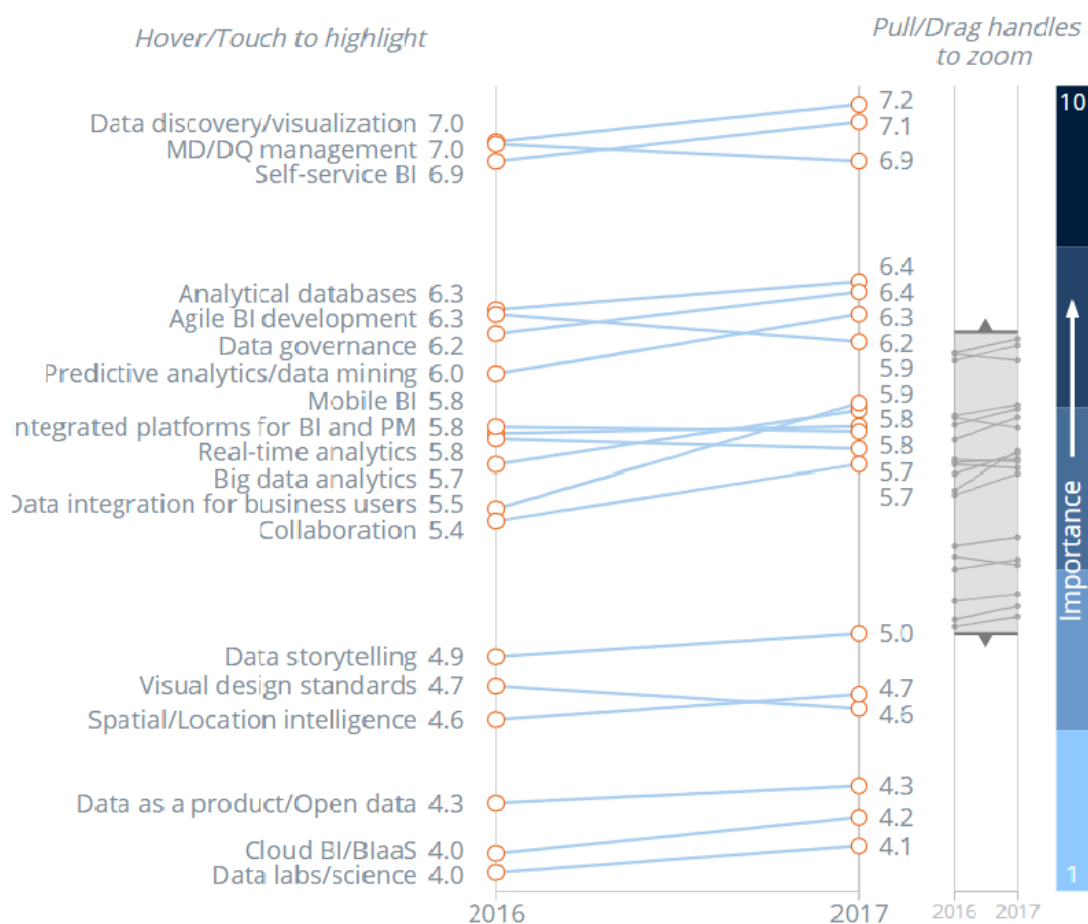 Hover/Touch to highlight
Pull/Drag handles
to zoom
Data discovery/visualization 7.0
MD/DQ management 7.0
Self-service BI 6.9
Analytical databases 6.3
Agile BI development 6.3
Data governance 6.2
Predictive analytics/data mining 6.0
Mobile BI 5.8
ntegrated platforms for BI and PM 5.8
Real-time analytics 5.8
Big data analytics 5.7
Data integration for business users 5.5
Collaboration 5.4
Data storytelling 4.9
Visual design standards 4.7
Spatial/Location intelligence 4.6
Data as a product/Open data 4.3
Cloud BI/BIaaS 4.0
Data labs/science 4.0
7.2
7.1
6.9
6.4
6.4
6.3
6.2
5.9
5.9
5.8
5.8
5.7
5.7
5.0
4.7
4.6
4.3
4.2
4.1
2016
2017
2016
2017
10
Importance
1